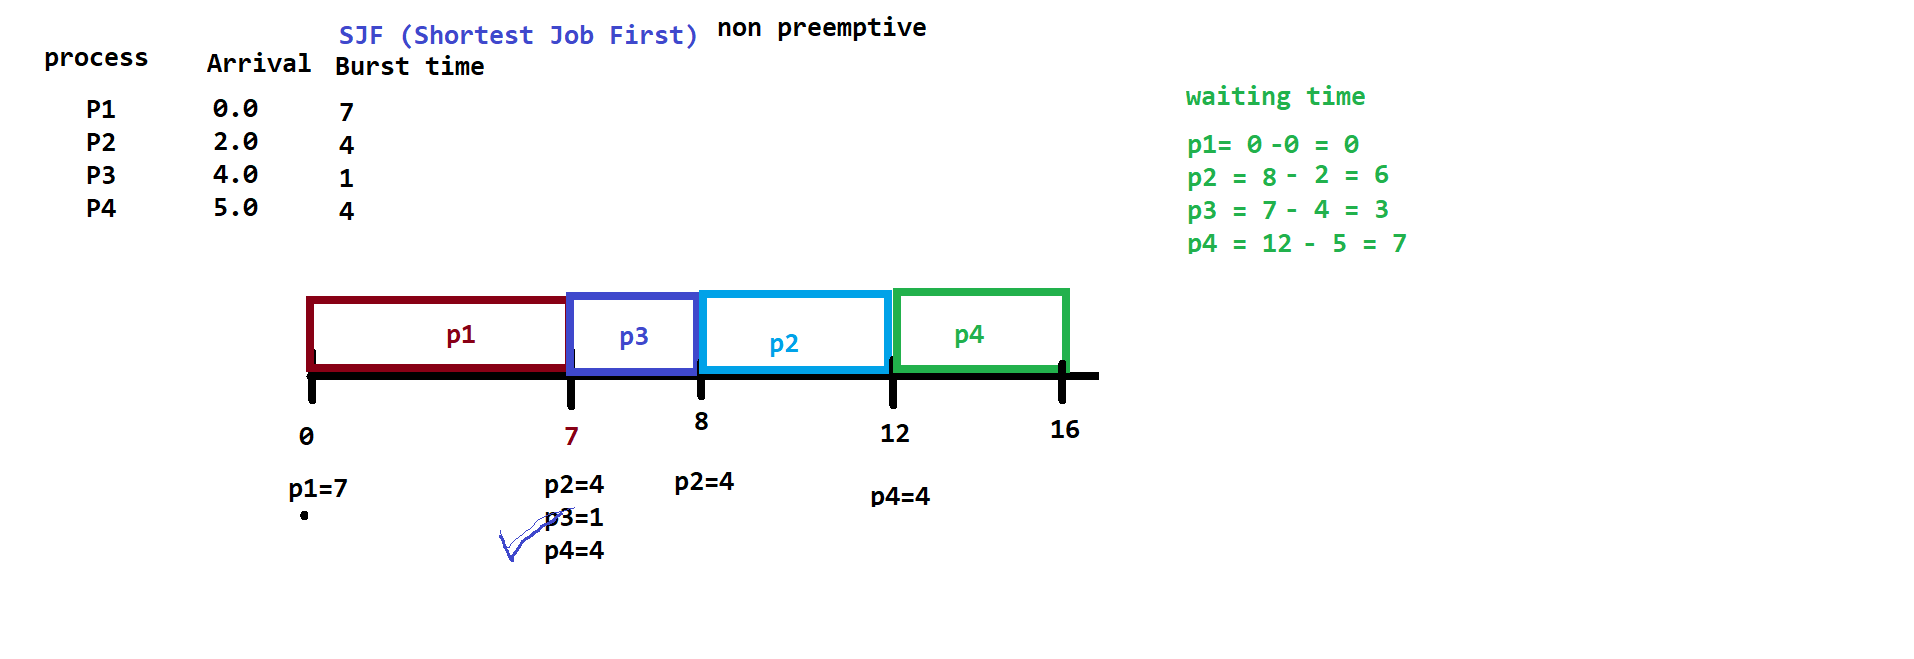 SJF (Shortest Job First) non preemptive
process Arrival Burst time
P1 0.0 7
P2 2.0 4
P3 4.0 1
P4 5.0 4
waiting time
p1= 0 -0 = 0
p2 = 8 - 2 = 6
p3 = 7 - 4 = 3
p4 = 12 - 5 = 7
p1 p3 p2 p4
0 7 8 12 16
p1=7 p2=4 p2=4 p4=4
p3=1
p4=4